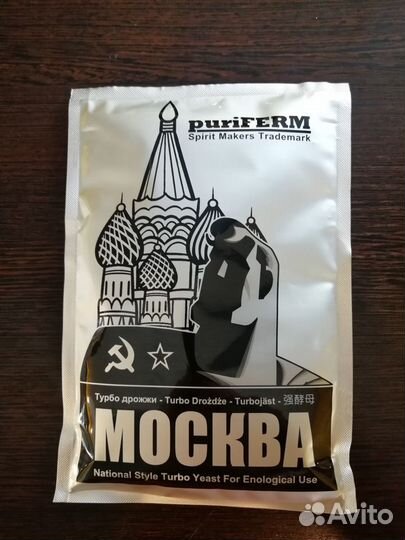 puriFERM
Spirit Makers Trademark
Турбо дрожжи - Turbo Drożdże - Turbojäst - 强酵母
МОСКВА
National Style Turbo Yeast For Enological Use
Avito